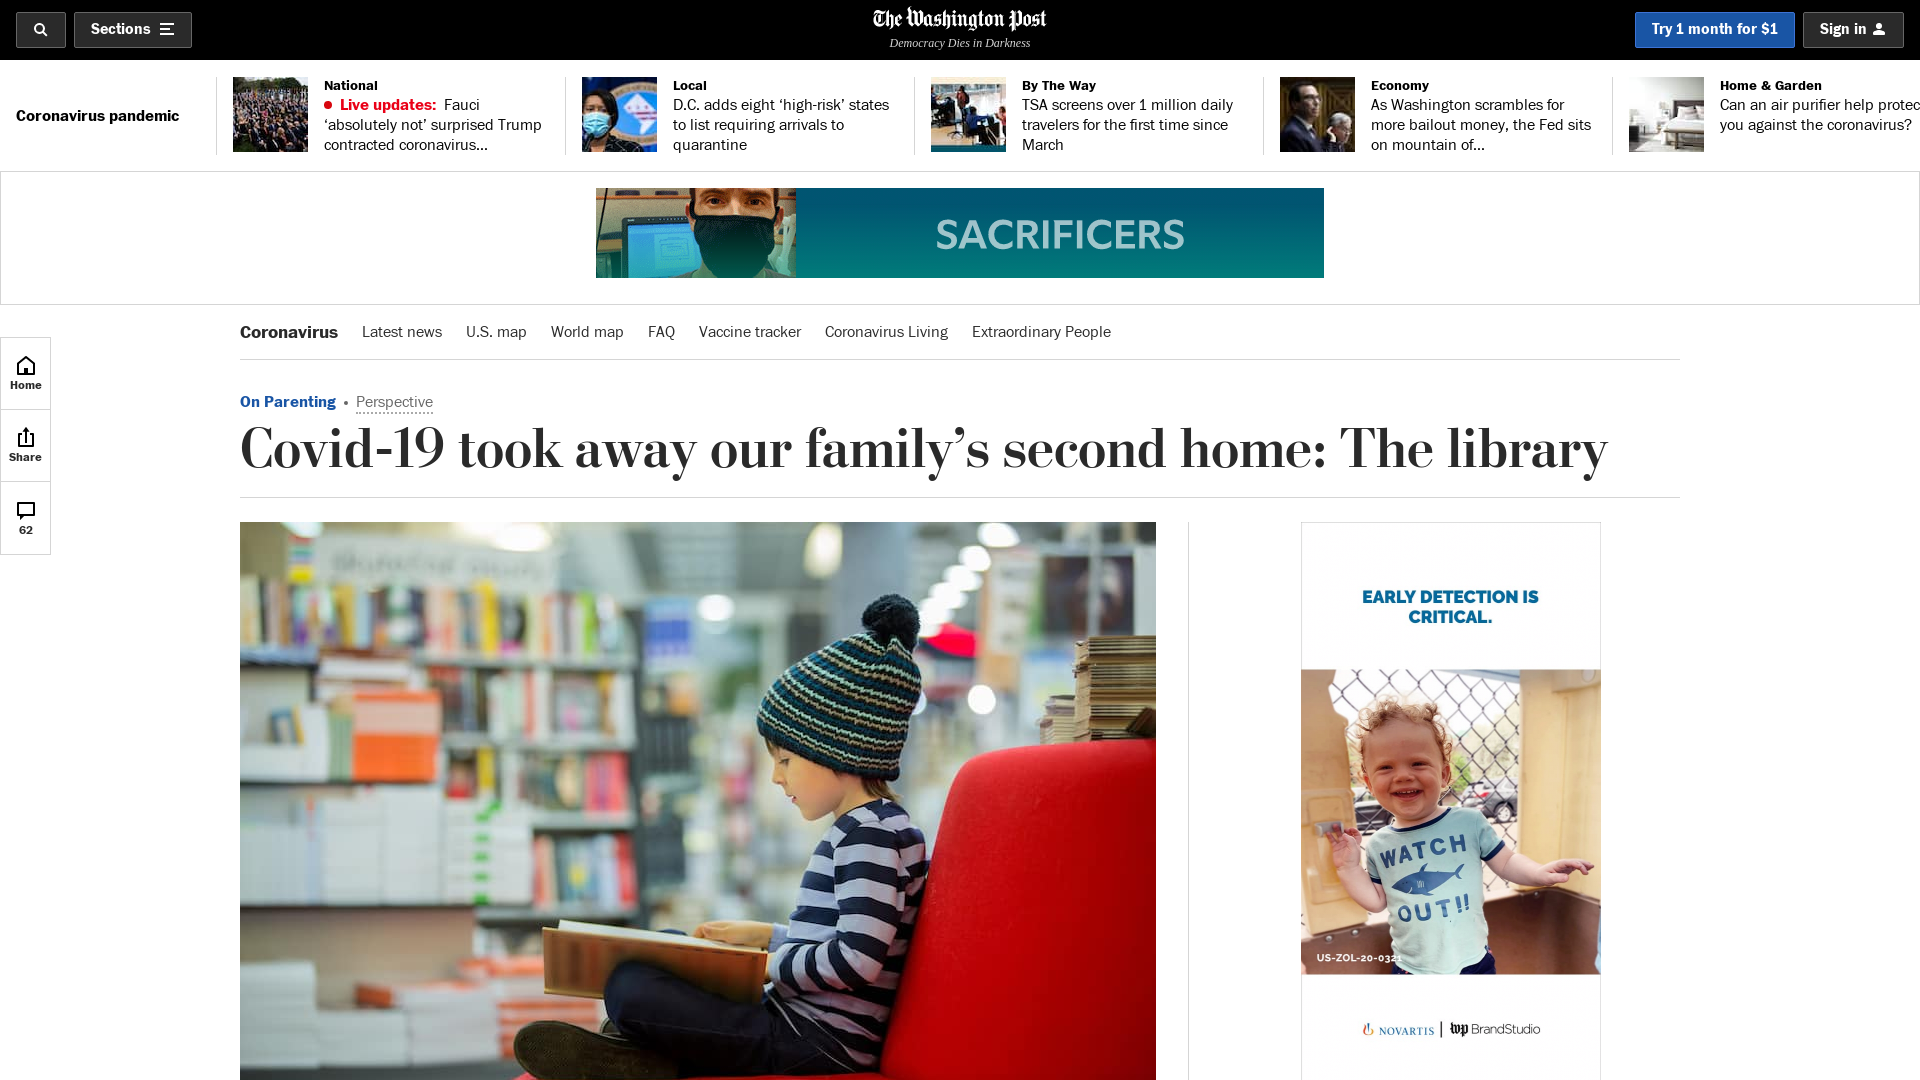 Sections
The Washington Post
Democracy Dies in Darkness
Try 1 month for $1
Sign in
Coronavirus pandemic
National
Live updates: Fauci
‘absolutely not’ surprised Trump
contracted coronavirus...
Local
D.C. adds eight ‘high-risk’ states
to list requiring arrivals to
quarantine
By The Way
TSA screens over 1 million daily
travelers for the first time since
March
Economy
As Washington scrambles for
more bailout money, the Fed sits
on mountain of...
Home & Garden
Can an air purifier help protec
you against the coronavirus?
SACRIFICERS
Coronavirus
Latest news
U.S. map
World map
FAQ
Vaccine tracker
Coronavirus Living
Extraordinary People
Home
Share
62
On Parenting • Perspective
Covid-19 took away our family’s second home: The library
EARLY DETECTION IS
CRITICAL.
WATCH
OUT!!
US-ZOL-20-0321
NOVARTIS | wp BrandStudio